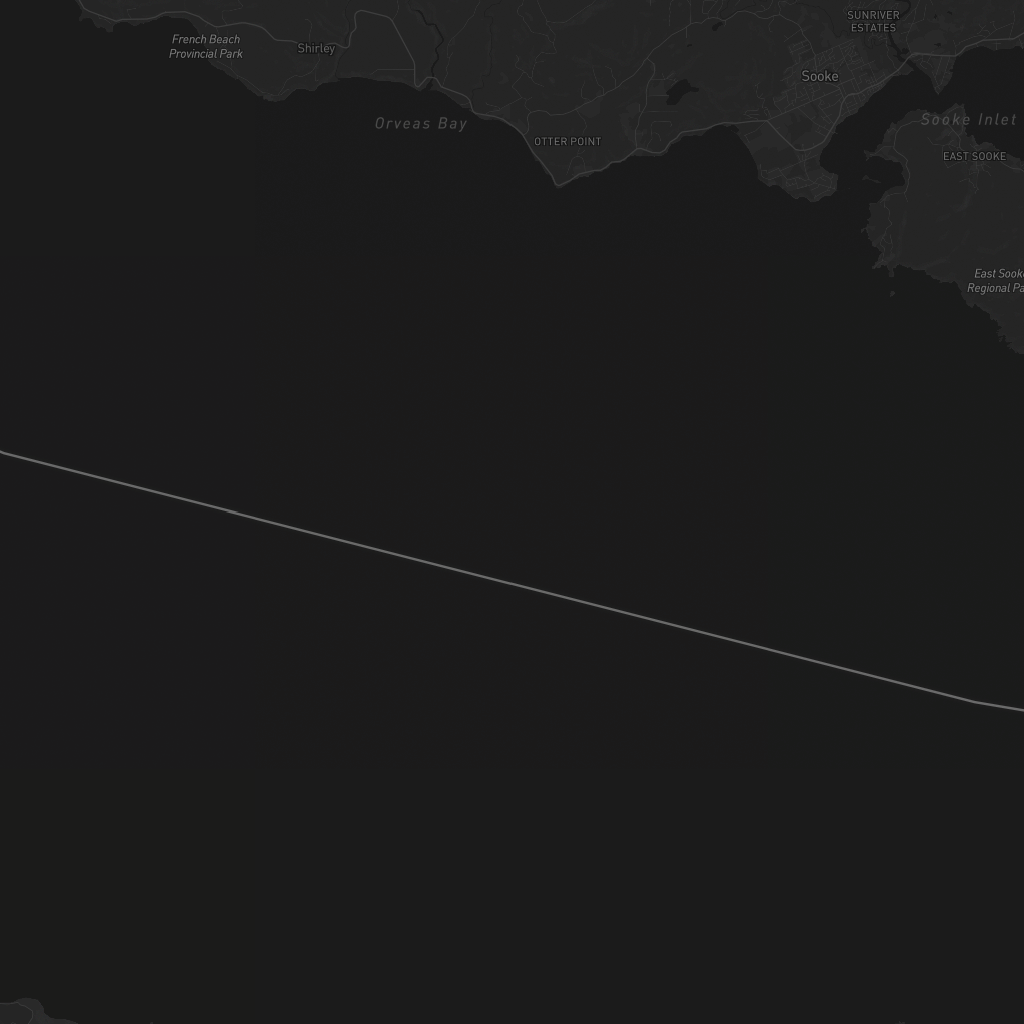 SUNRIVER
ESTATES
French Beach
Provincial Park
Shirley
Sooke
Orveas Bay
Sooke Inlet
OTTER POINT
EAST SOOKE
East Sooke
Regional Pa